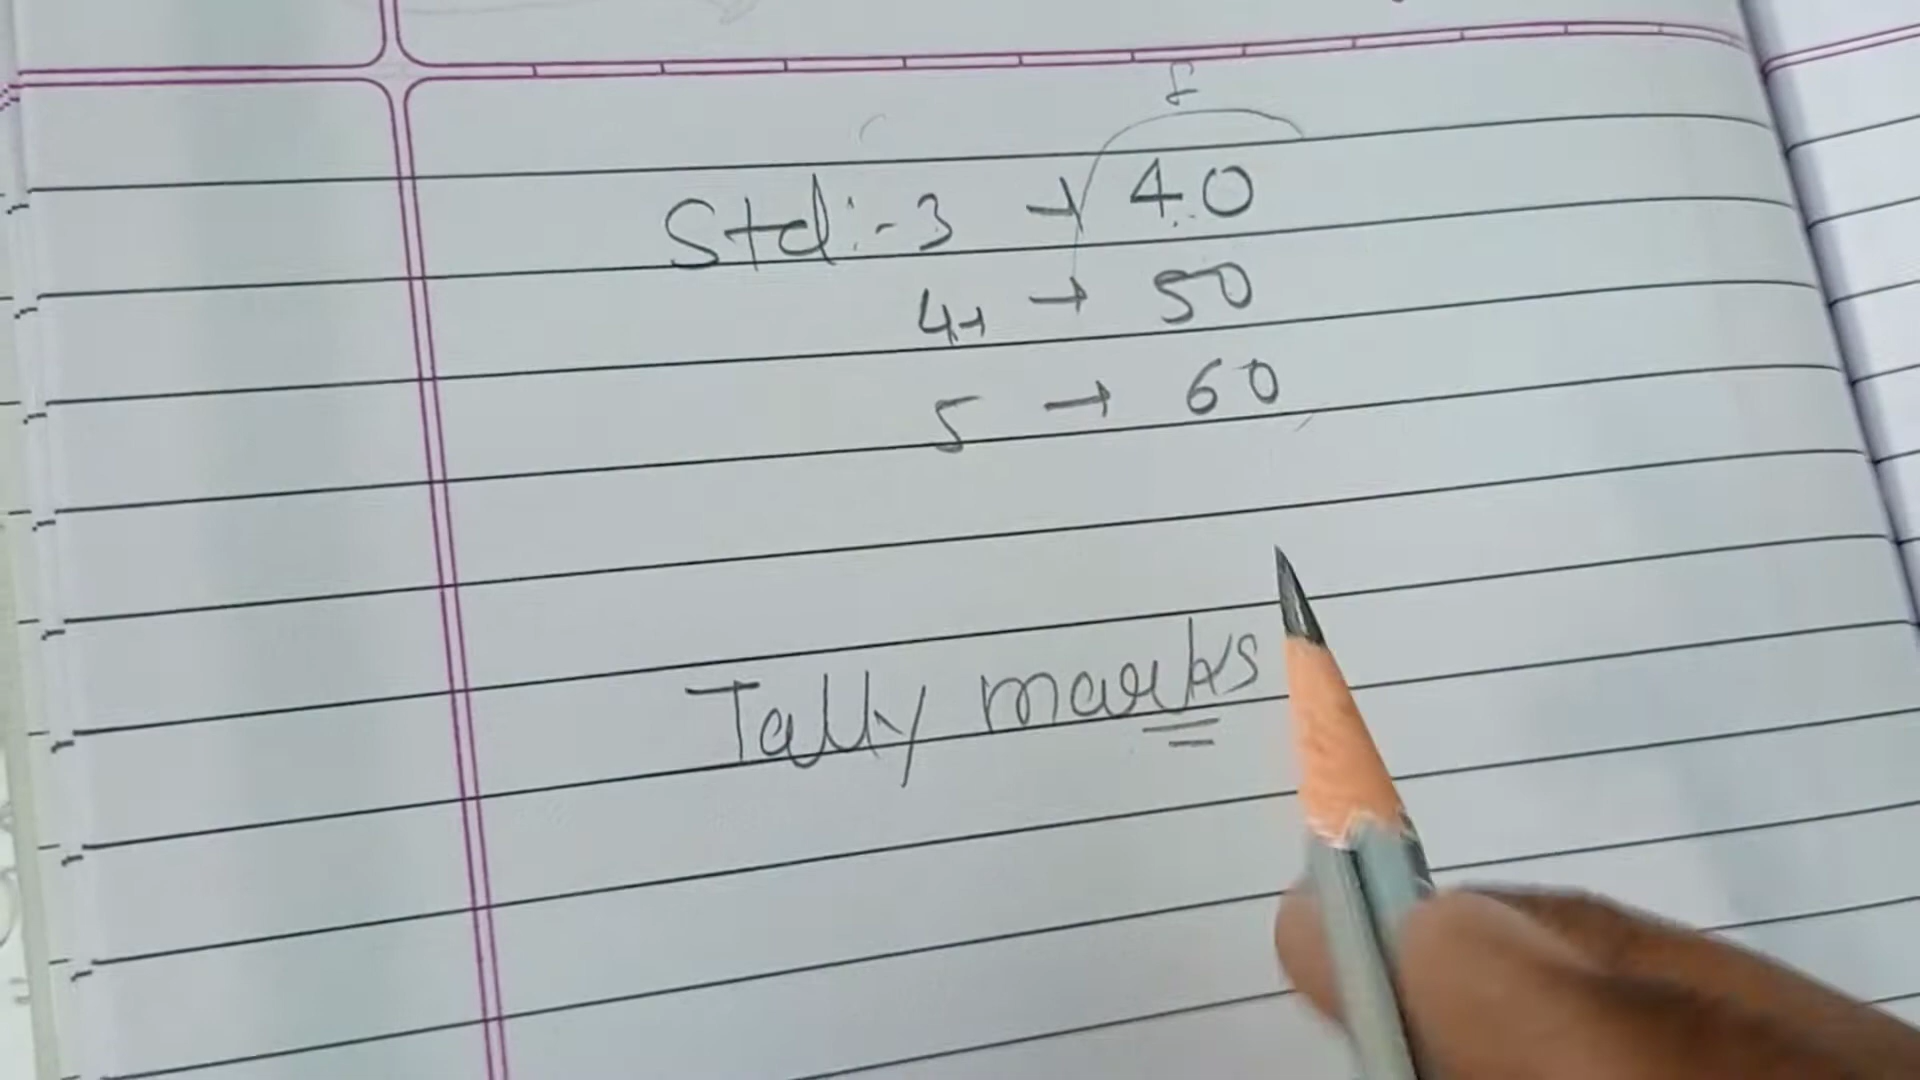 f
Std:-3 → 40
4 → 50
5 → 60
Tally marks